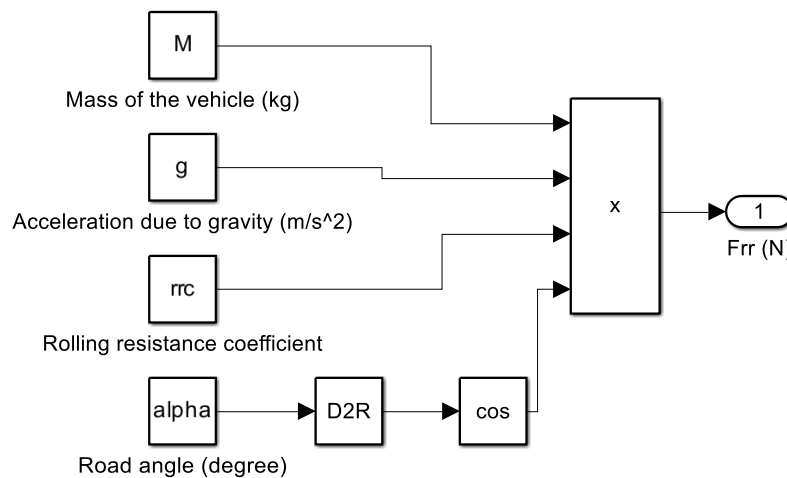 M
Mass of the vehicle (kg)
g
Acceleration due to gravity (m/s^2)
rrc
Rolling resistance coefficient
alpha
D2R
cos
Road angle (degree)
x
1
Frr (N)